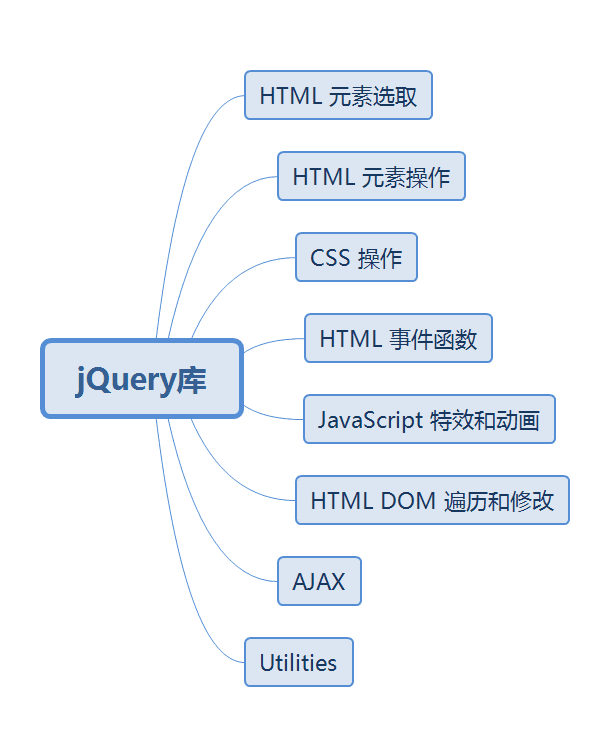 HTML 元素选取
HTML 元素操作
CSS 操作
HTML 事件函数
jQuery库
JavaScript 特效和动画
HTML DOM 遍历和修改
AJAX
Utilities